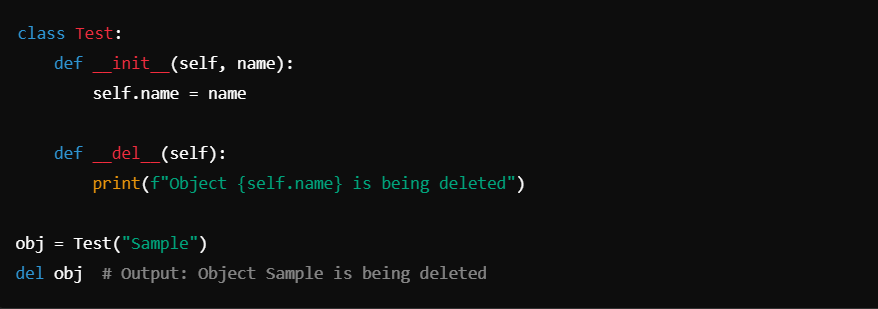 class Test:
    def __init__(self, name):
        self.name = name

    def __del__(self):
        print(f"Object {self.name} is being deleted")

obj = Test("Sample")
del obj  # Output: Object Sample is being deleted